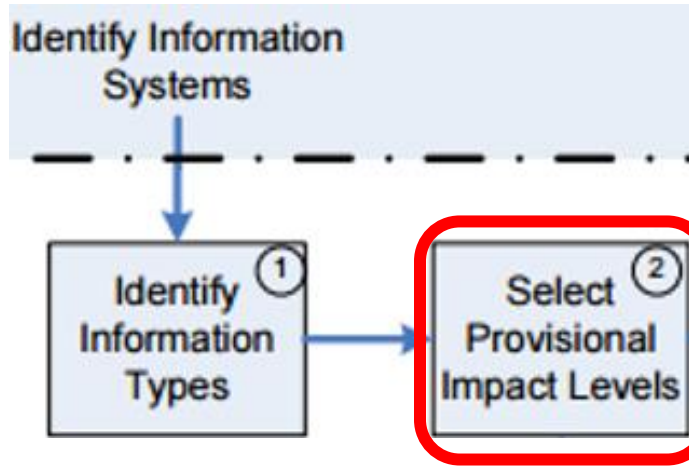 Identify Information
Systems
1
Identify
Information
Types
2
Select
Provisional
Impact Levels